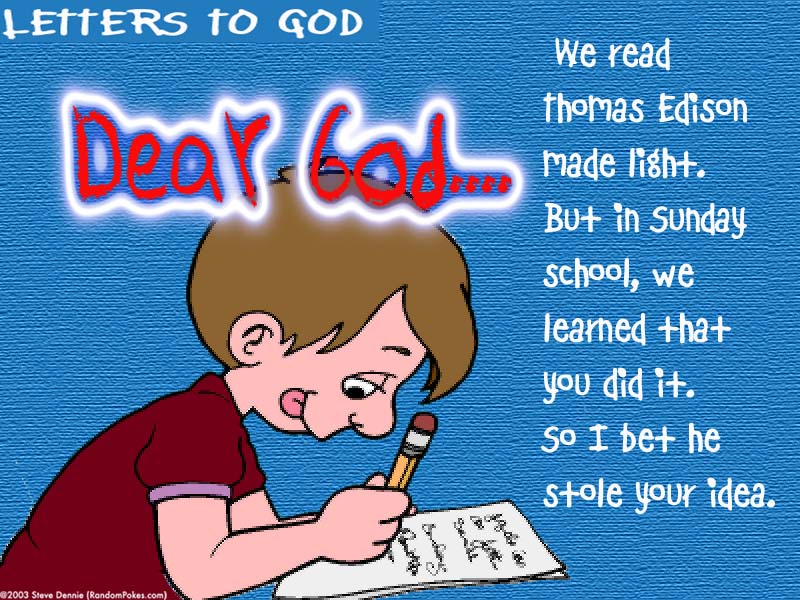 LETTERS TO GOD
Dear God....
We read
thomas Edison
made light.
But in Sunday
school, we
learned that
you did it.
So I bet he
stole your idea.
©2003 Steve Dennie (RandomPokes.com)